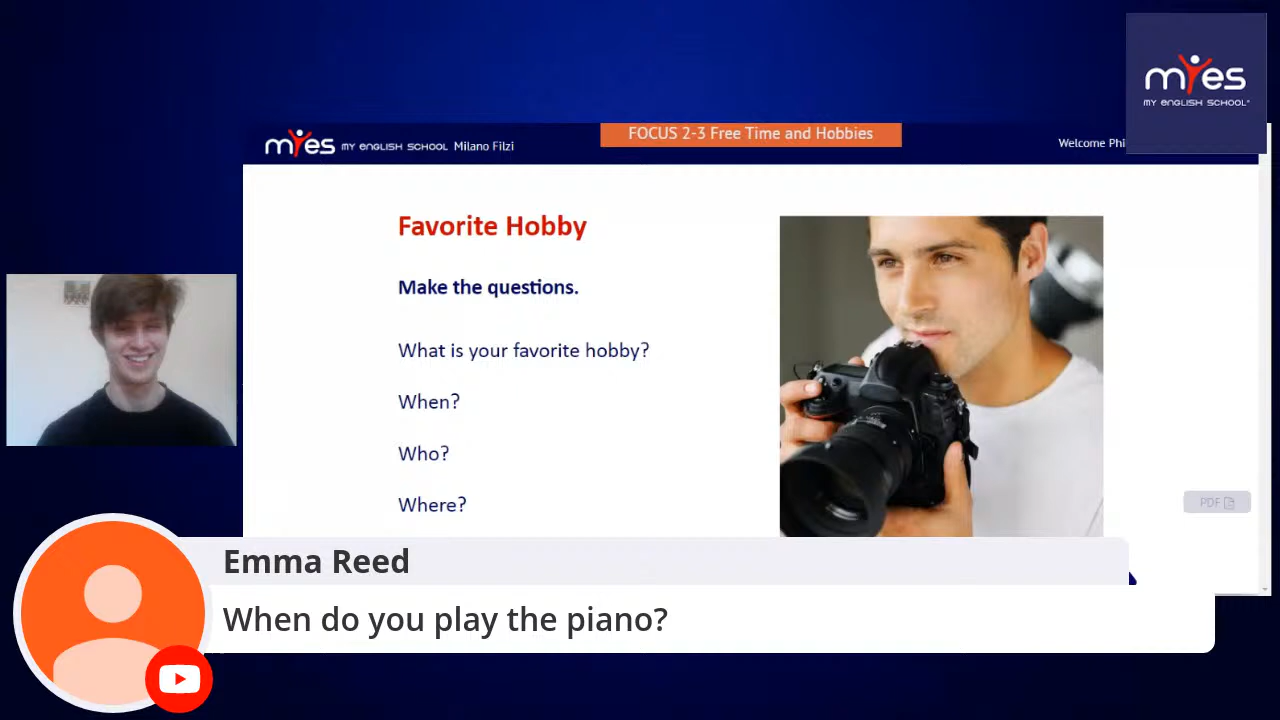 myes
MY ENGLISH SCHOOL®
myes MY ENGLISH SCHOOL Milano Filzi
FOCUS 2-3 Free Time and Hobbies
Welcome Phi
Favorite Hobby
Make the questions.
What is your favorite hobby?
When?
Who?
Where?
PDF
Emma Reed
When do you play the piano?